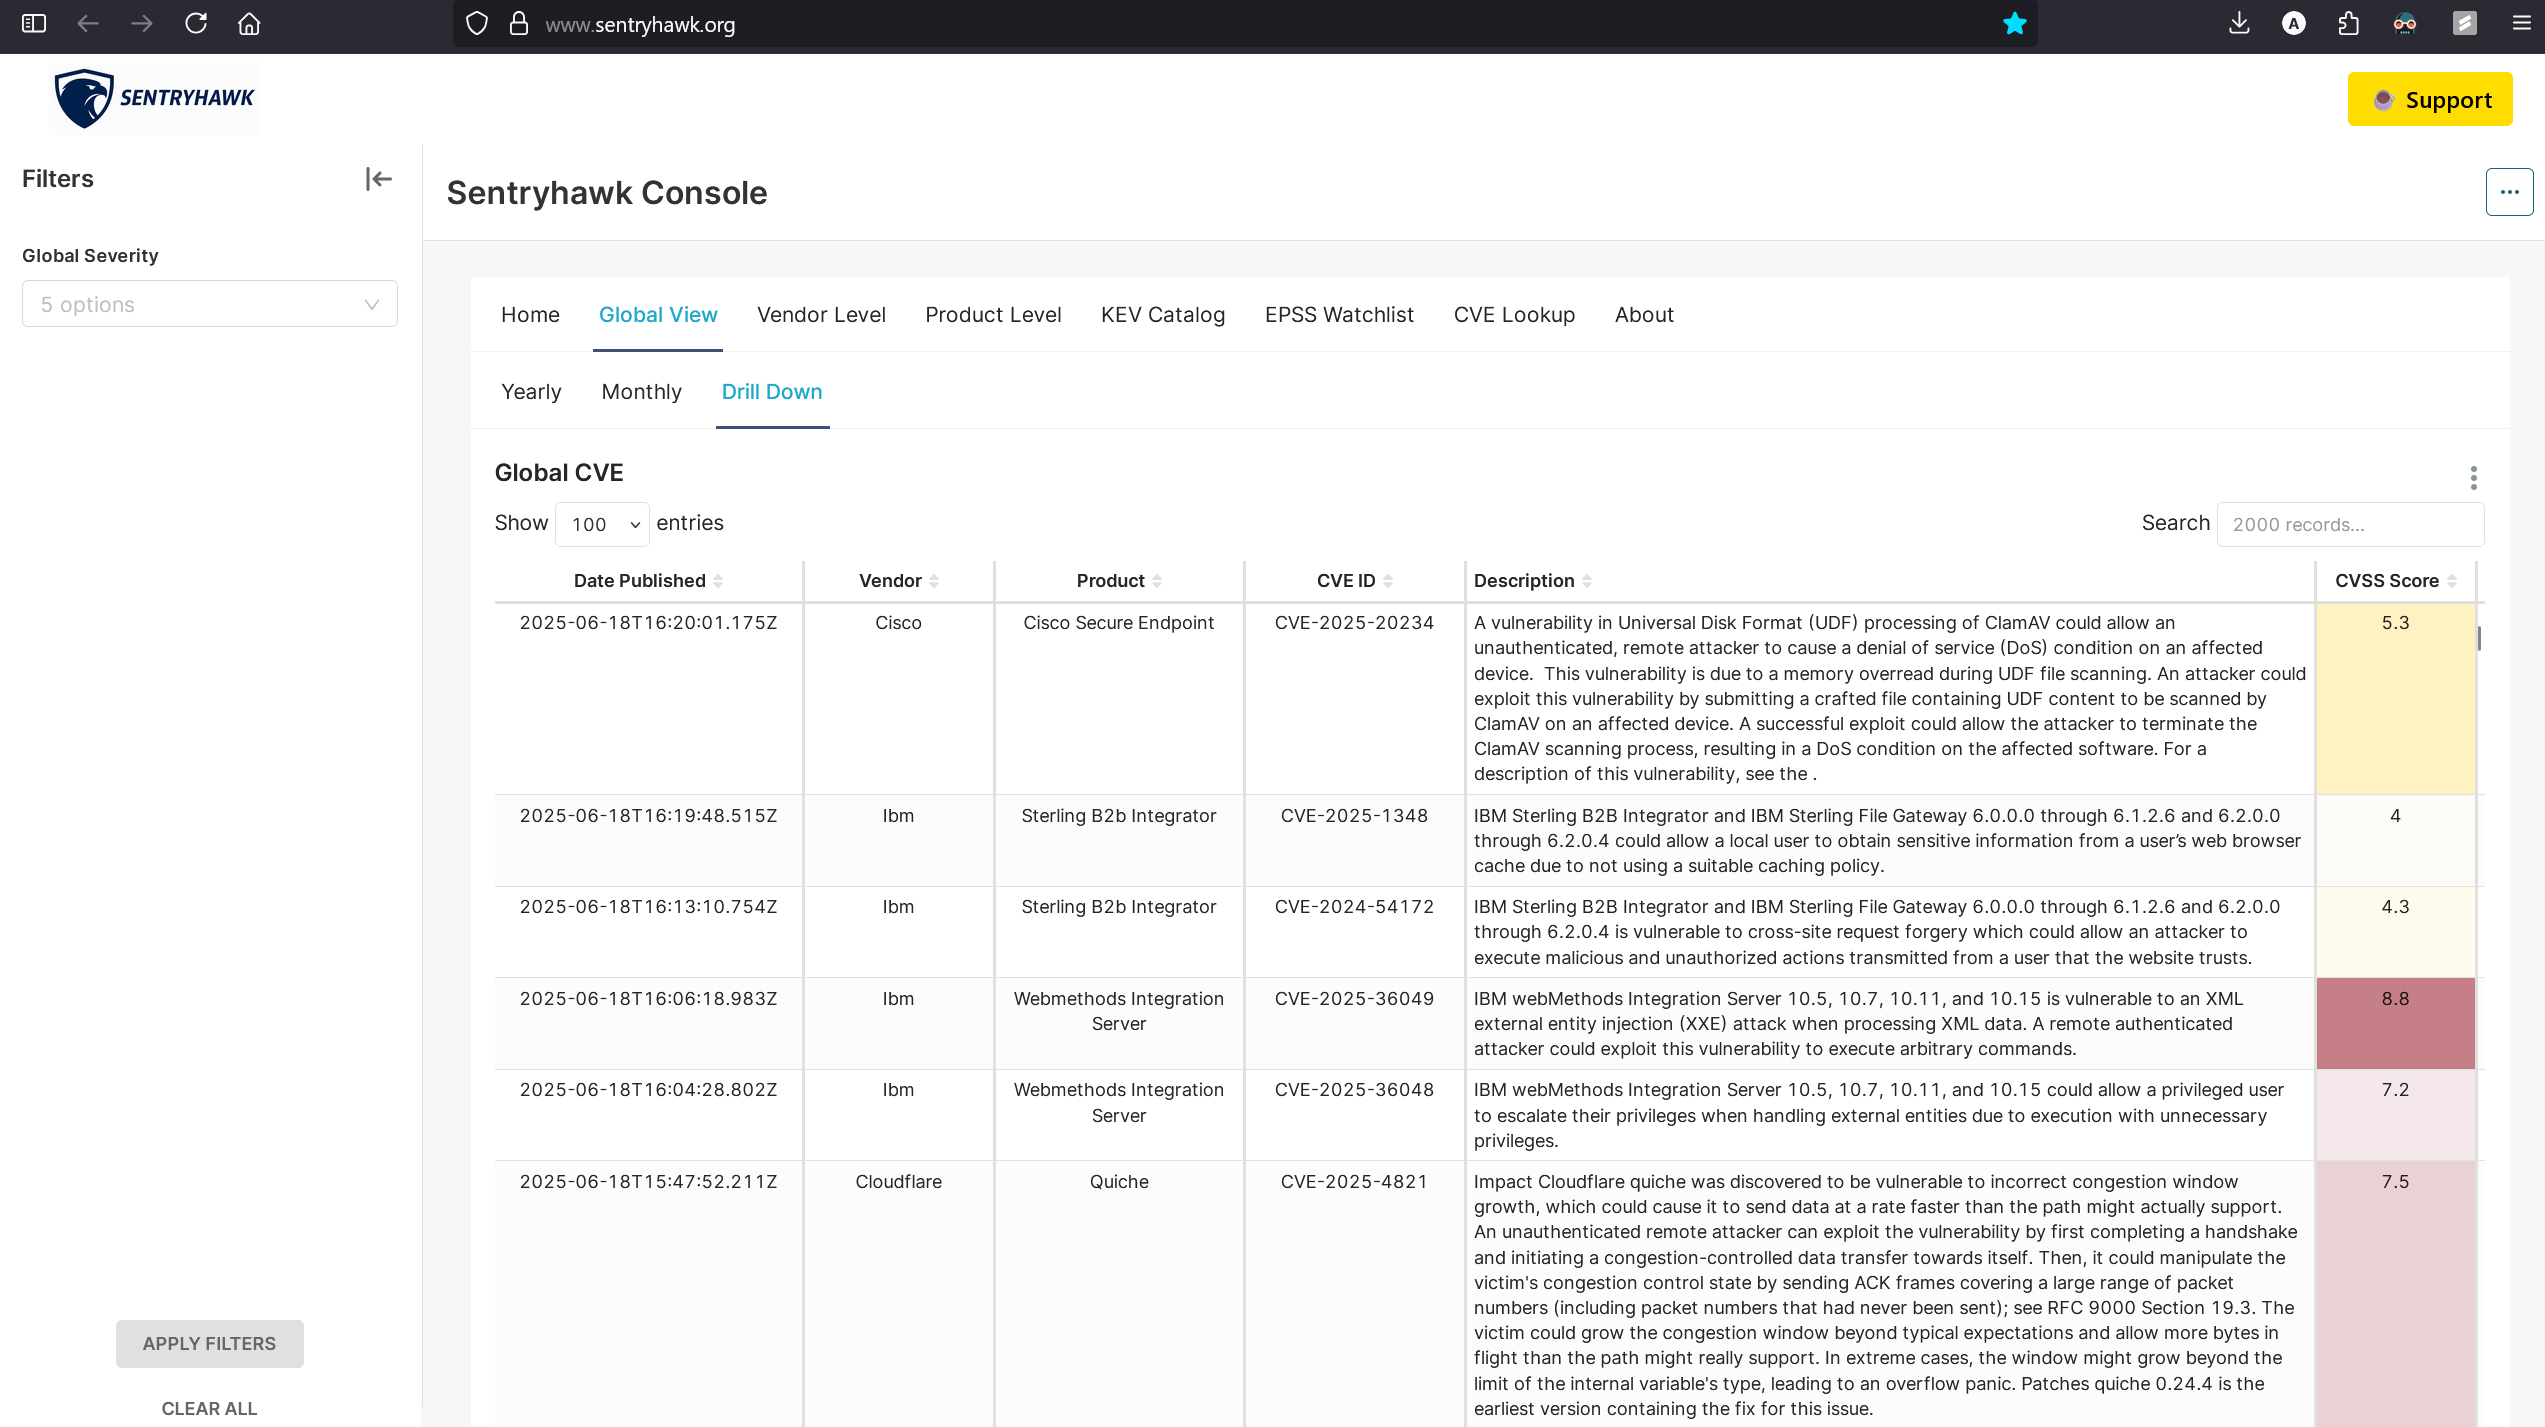 www.sentryhawk.org
SENTRYHAWK
Support
Filters
Global Severity
5 options
APPLY FILTERS
CLEAR ALL
Sentryhawk Console
Home Global View Vendor Level Product Level KEV Catalog EPSS Watchlist CVE Lookup About
Yearly Monthly Drill Down
Global CVE
Show 100 entries Search 2000 records...
Date Published Vendor Product CVE ID Description CVSS Score
2025-06-18T16:20:01.175Z Cisco Cisco Secure Endpoint CVE-2025-20234 A vulnerability in Universal Disk Format (UDF) processing of ClamAV could allow an 5.3
unauthenticated, remote attacker to cause a denial of service (DoS) condition on an affected
device.  This vulnerability is due to a memory overread during UDF file scanning. An attacker could
exploit this vulnerability by submitting a crafted file containing UDF content to be scanned by
ClamAV on an affected device. A successful exploit could allow the attacker to terminate the
ClamAV scanning process, resulting in a DoS condition on the affected software. For a
description of this vulnerability, see the .
2025-06-18T16:19:48.515Z Ibm Sterling B2b Integrator CVE-2025-1348 IBM Sterling B2B Integrator and IBM Sterling File Gateway 6.0.0.0 through 6.1.2.6 and 6.2.0.0 4
through 6.2.0.4 could allow a local user to obtain sensitive information from a user’s web browser
cache due to not using a suitable caching policy.
2025-06-18T16:13:10.754Z Ibm Sterling B2b Integrator CVE-2024-54172 IBM Sterling B2B Integrator and IBM Sterling File Gateway 6.0.0.0 through 6.1.2.6 and 6.2.0.0 4.3
through 6.2.0.4 is vulnerable to cross-site request forgery which could allow an attacker to
execute malicious and unauthorized actions transmitted from a user that the website trusts.
2025-06-18T16:06:18.983Z Ibm Webmethods Integration CVE-2025-36049 IBM webMethods Integration Server 10.5, 10.7, 10.11, and 10.15 is vulnerable to an XML 8.8
Server external entity injection (XXE) attack when processing XML data. A remote authenticated
attacker could exploit this vulnerability to execute arbitrary commands.
2025-06-18T16:04:28.802Z Ibm Webmethods Integration CVE-2025-36048 IBM webMethods Integration Server 10.5, 10.7, 10.11, and 10.15 could allow a privileged user 7.2
Server to escalate their privileges when handling external entities due to execution with unnecessary
privileges.
2025-06-18T15:47:52.211Z Cloudflare Quiche CVE-2025-4821 Impact Cloudflare quiche was discovered to be vulnerable to incorrect congestion window 7.5
growth, which could cause it to send data at a rate faster than the path might actually support.
An unauthenticated remote attacker can exploit the vulnerability by first completing a handshake
and initiating a congestion-controlled data transfer towards itself. Then, it could manipulate the
victim's congestion control state by sending ACK frames covering a large range of packet
numbers (including packet numbers that had never been sent); see RFC 9000 Section 19.3. The
victim could grow the congestion window beyond typical expectations and allow more bytes in
flight than the path might really support. In extreme cases, the window might grow beyond the
limit of the internal variable's type, leading to an overflow panic. Patches quiche 0.24.4 is the
earliest version containing the fix for this issue.